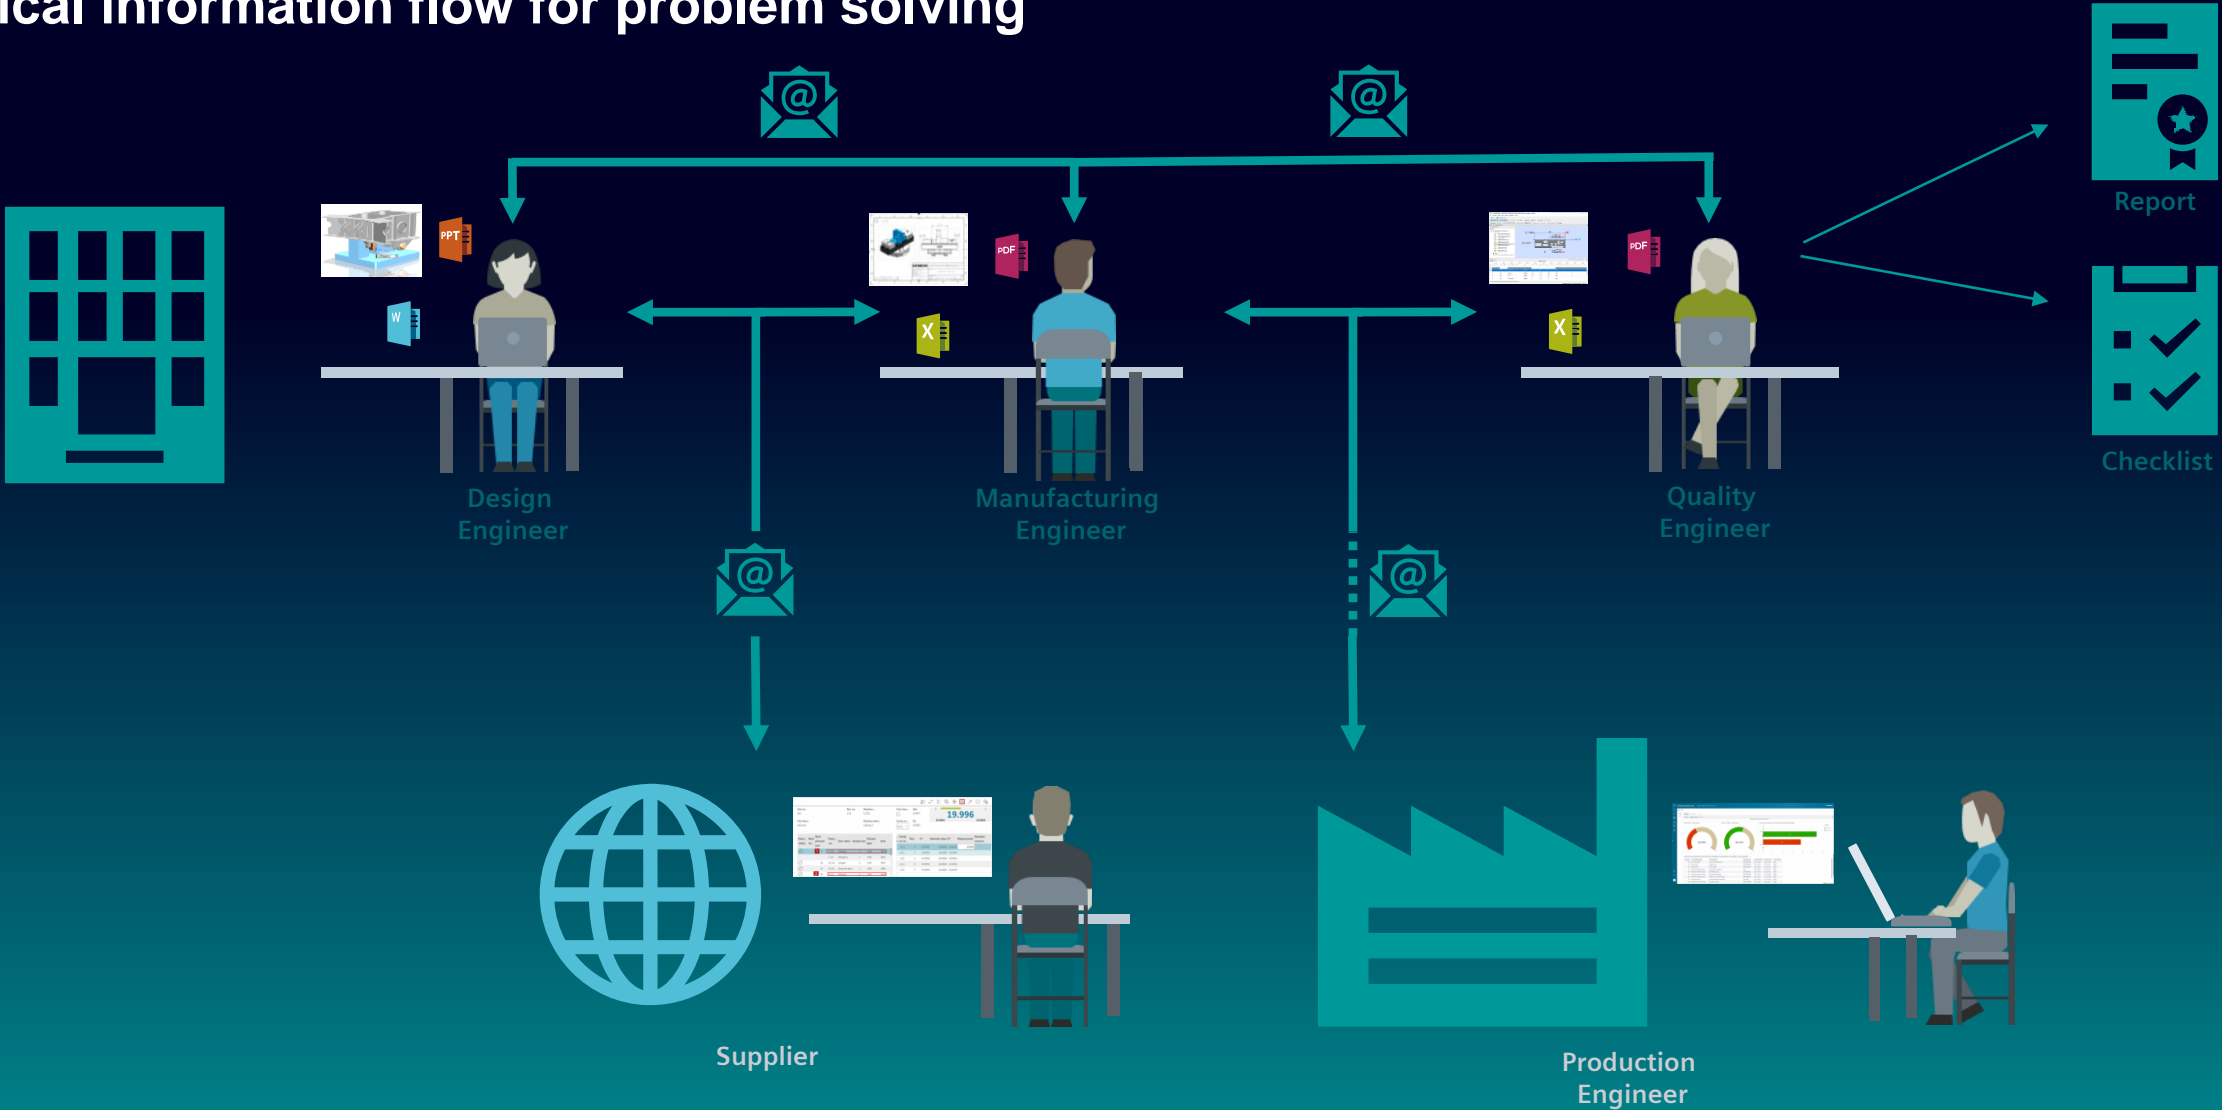 ical information flow for problem solving
@
@
Report
PPT
PDF
PDF
W
X
X
Checklist
Design
Engineer
Manufacturing
Engineer
Quality
Engineer
@
@
19.996
Supplier
Production
Engineer